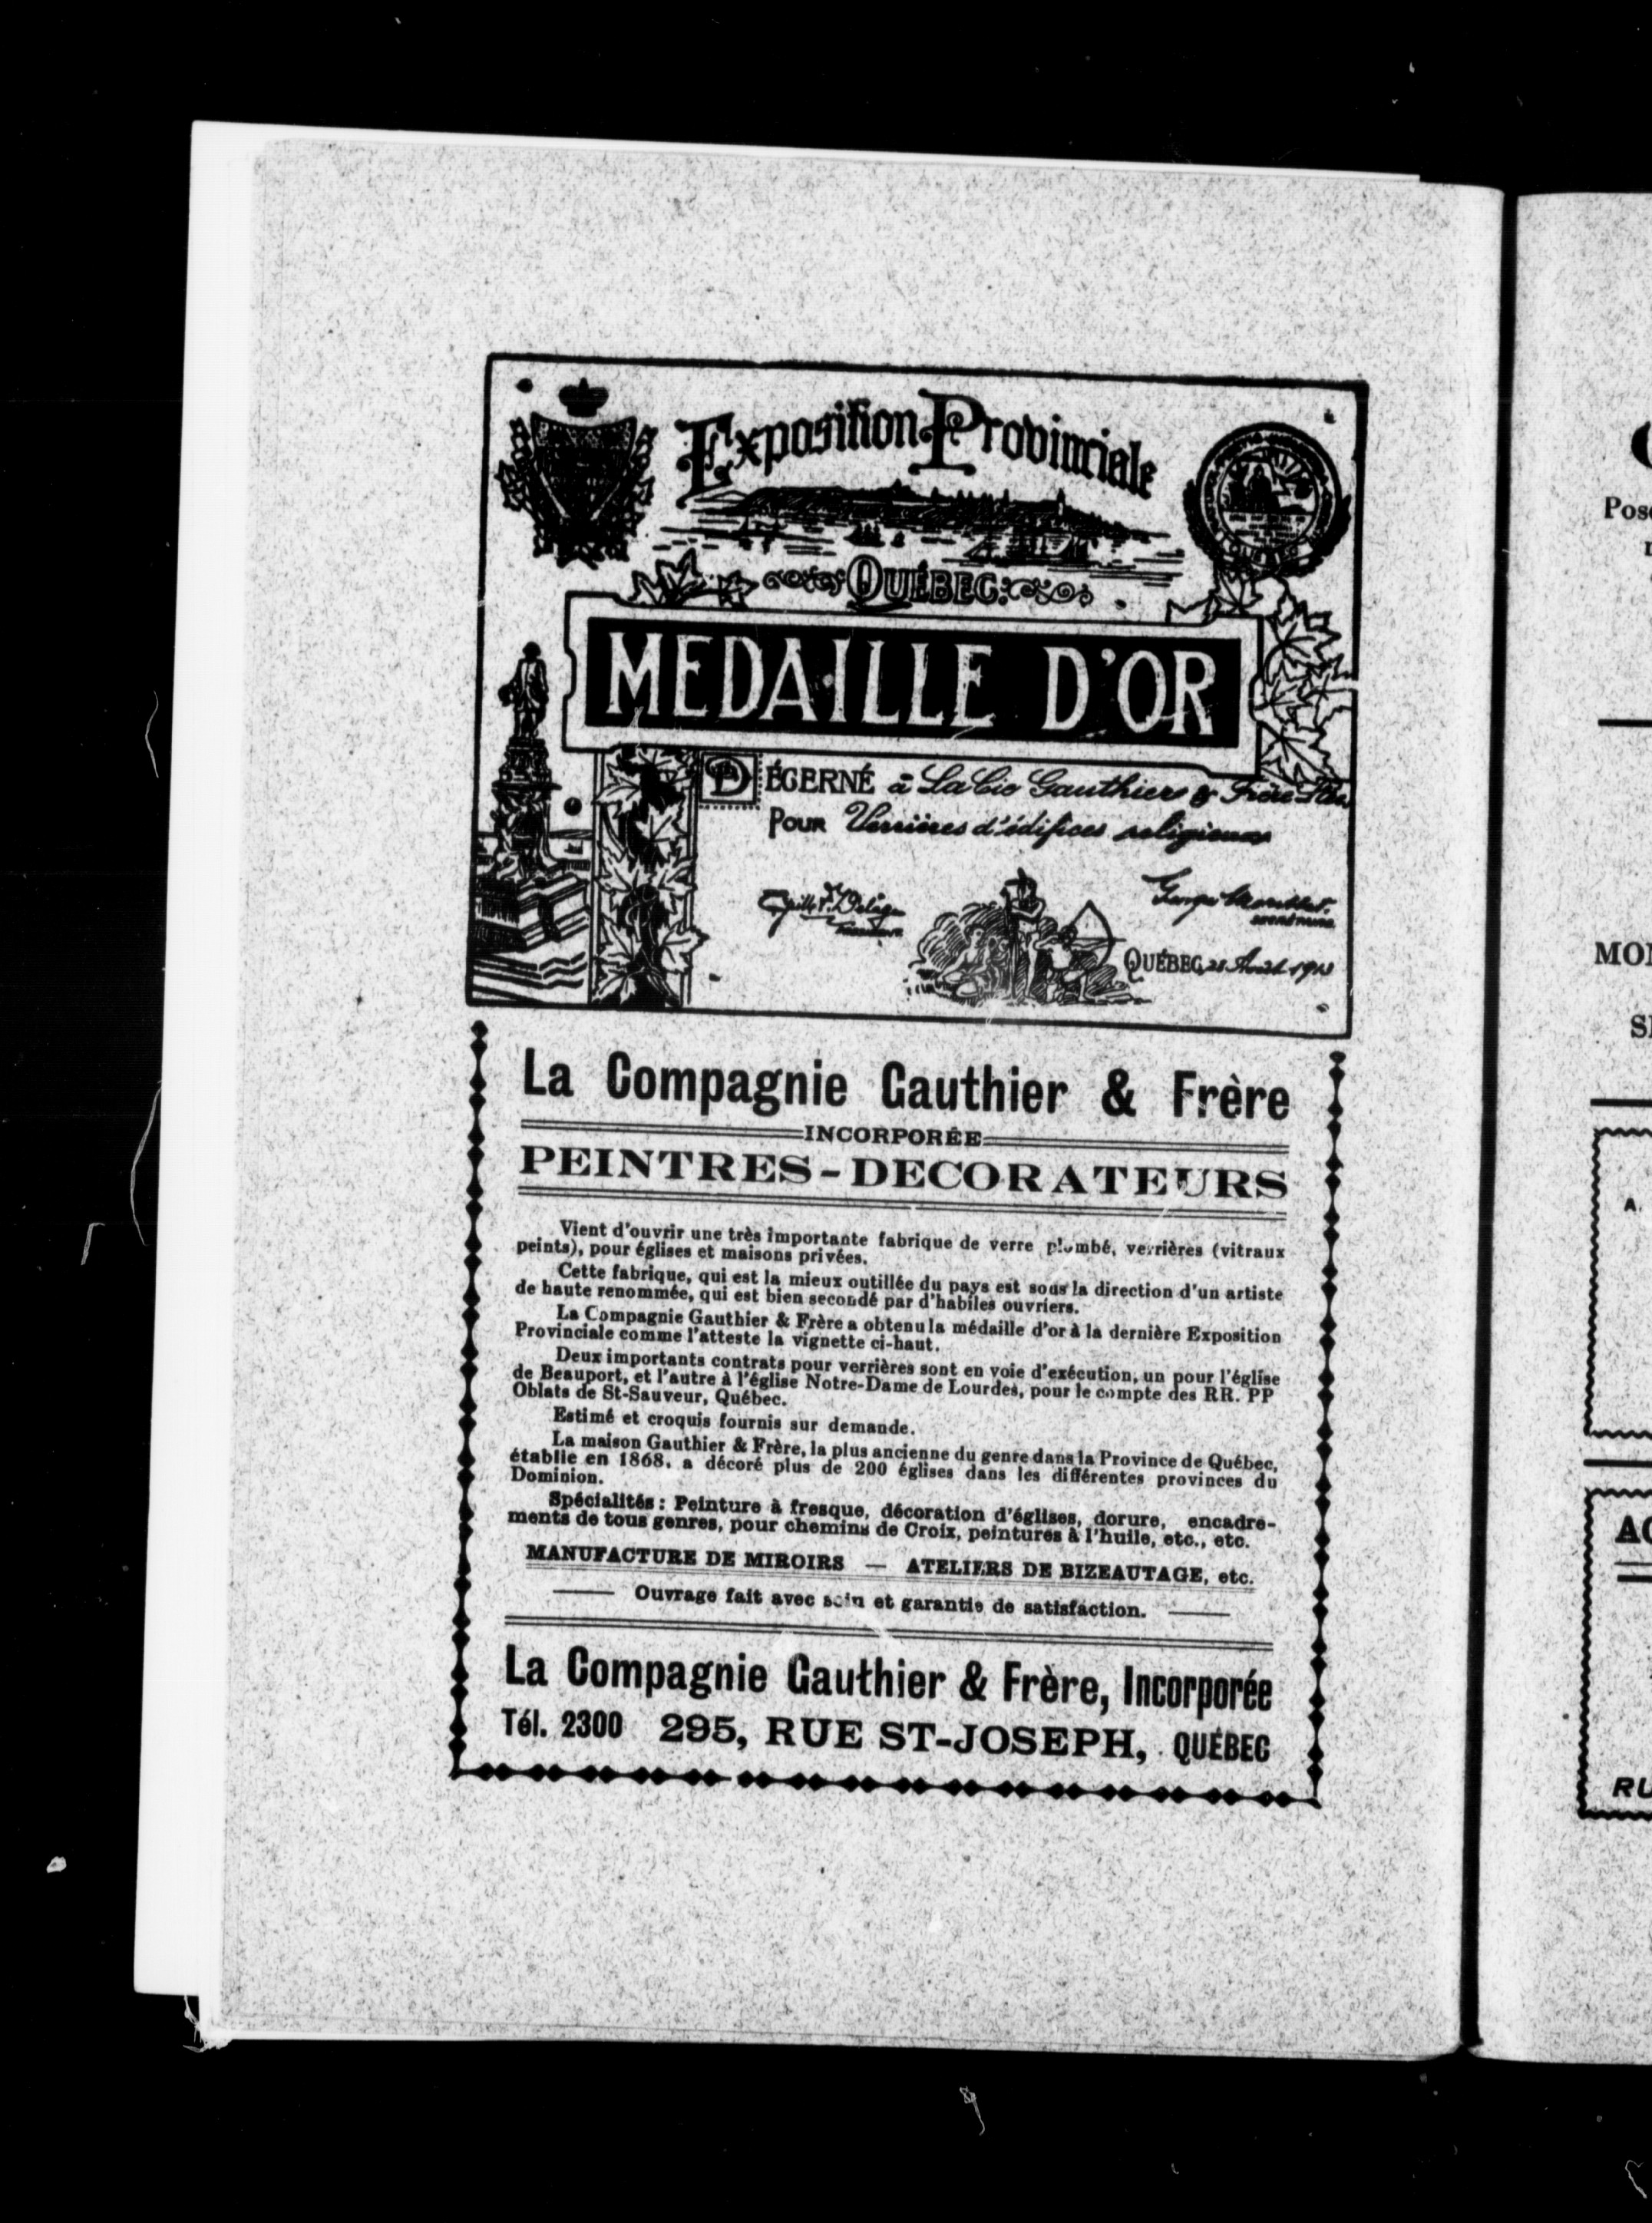 Exposition Provinciale
QUÉBEC
MEDAILLE D'OR
DÉCERNÉ à La Cie Gauthier & Frère
POUR Verrières d'édifices religieux
QUÉBEC, 28 Août 1913
La Compagnie Gauthier & Frère
INCORPORÉE
PEINTRES-DECORATEURS
Vient d'ouvrir une très importante fabrique de verre plombé, verrières (vitraux
peints), pour églises et maisons privées.
Cette fabrique, qui est la mieux outillée du pays est sous la direction d'un artiste
de haute renommée, qui est bien secondé par d'habiles ouvriers.
La Compagnie Gauthier & Frère a obtenu la médaille d'or à la dernière Exposition
Provinciale comme l'atteste la vignette ci-haut.
Deux importants contrats pour verrières sont en voie d'exécution, un pour l'église
de Beauport, et l'autre à l'église Notre-Dame de Lourdes, pour le compte des RR. PP
Oblats de St-Sauveur, Québec.
Estimé et croquis fournis sur demande.
La maison Gauthier & Frère, la plus ancienne du genre dans la Province de Québec,
établie en 1868, a décoré plus de 200 églises dans les différentes provinces du
Dominion.
Spécialités : Peinture à fresque, décoration d'églises, dorure, encadre-
ments de tous genres, pour chemins de Croix, peintures à l'huile, etc., etc.
MANUFACTURE DE MIROIRS — ATELIERS DE BIZEAUTAGE, etc.
Ouvrage fait avec soin et garantie de satisfaction.
La Compagnie Gauthier & Frère, Incorporée
Tél. 2300 295, RUE ST-JOSEPH, QUÉBEC